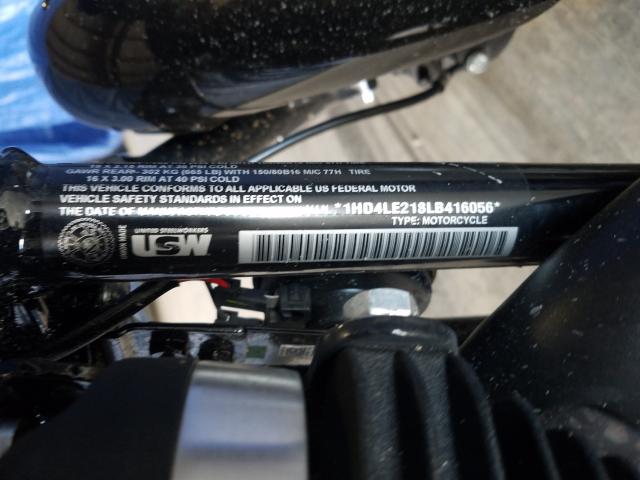 GAWR REAR- 302 KG (665 LB) WITH 150/80B16 M/C 77H TIRE
16 X 3.00 RIM AT 40 PSI COLD
THIS VEHICLE CONFORMS TO ALL APPLICABLE US FEDERAL MOTOR
VEHICLE SAFETY STANDARDS IN EFFECT ON
THE DATE OF *1HD4LE218LB416056*
TYPE: MOTORCYCLE
UNION MADE
UNITED STEELWORKERS
USW